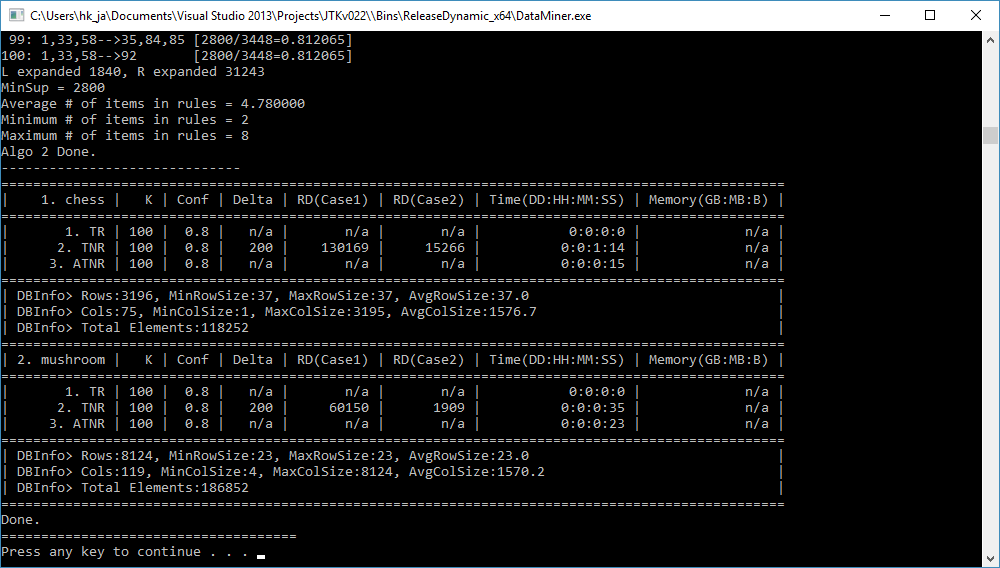 C:\Users\hk_ja\Documents\Visual Studio 2013\Projects\JTKv022\\Bins\ReleaseDynamic_x64\DataMiner.exe
 99: 1,33,58-->35,84,85 [2800/3448=0.812065]
100: 1,33,58-->92       [2800/3448=0.812065]
L expanded 1840, R expanded 31243
MinSup = 2800
Average # of items in rules = 4.780000
Minimum # of items in rules = 2
Maximum # of items in rules = 8
Algo 2 Done.
------------------------------
==================================================================================================
|    1. chess |   K | Conf | Delta | RD(Case1) | RD(Case2) | Time(DD:HH:MM:SS) | Memory(GB:MB:B) |
==================================================================================================
|       1. TR | 100 |  0.8 |   n/a |       n/a |       n/a |           0:0:0:0 |             n/a |
|      2. TNR | 100 |  0.8 |   200 |    130169 |     15266 |          0:0:1:14 |             n/a |
|     3. ATNR | 100 |  0.8 |   n/a |       n/a |       n/a |          0:0:0:15 |             n/a |
==================================================================================================
| DBInfo> Rows:3196, MinRowSize:37, MaxRowSize:37, AvgRowSize:37.0                               |
| DBInfo> Cols:75, MinColSize:1, MaxColSize:3195, AvgColSize:1576.7                              |
| DBInfo> Total Elements:118252                                                                  |
==================================================================================================
| 2. mushroom |   K | Conf | Delta | RD(Case1) | RD(Case2) | Time(DD:HH:MM:SS) | Memory(GB:MB:B) |
==================================================================================================
|       1. TR | 100 |  0.8 |   n/a |       n/a |       n/a |           0:0:0:0 |             n/a |
|      2. TNR | 100 |  0.8 |   200 |     60150 |      1909 |          0:0:0:35 |             n/a |
|     3. ATNR | 100 |  0.8 |   n/a |       n/a |       n/a |          0:0:0:23 |             n/a |
==================================================================================================
| DBInfo> Rows:8124, MinRowSize:23, MaxRowSize:23, AvgRowSize:23.0                               |
| DBInfo> Cols:119, MinColSize:4, MaxColSize:8124, AvgColSize:1570.2                             |
| DBInfo> Total Elements:186852                                                                  |
==================================================================================================
Done.
=====================================
Press any key to continue . . .